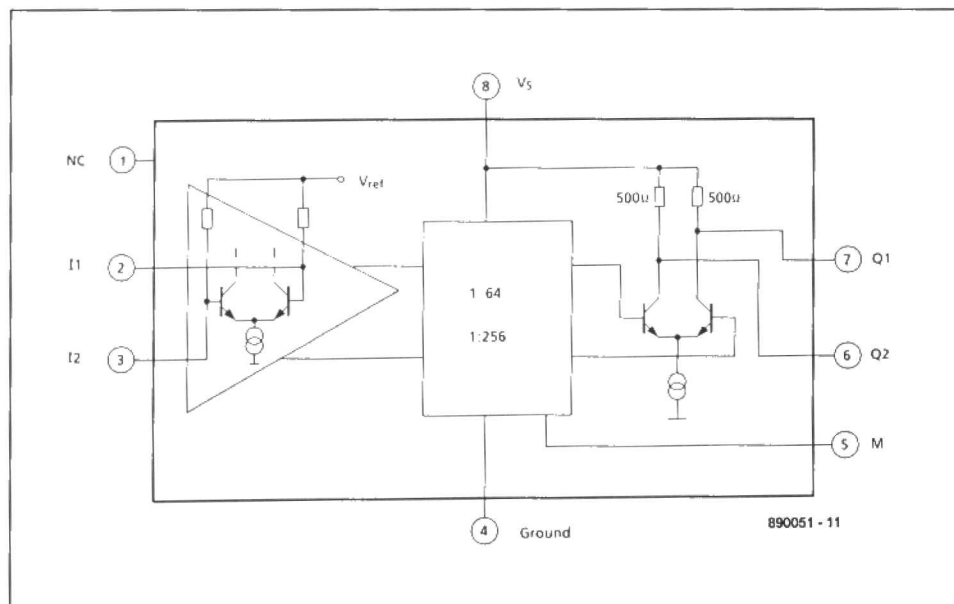 8 VS
NC 1
Vref
500Ω 500Ω
I1 2
7 Q1
1 64
1:256
I2 3
6 Q2
5 M
4 Ground
890051 - 11